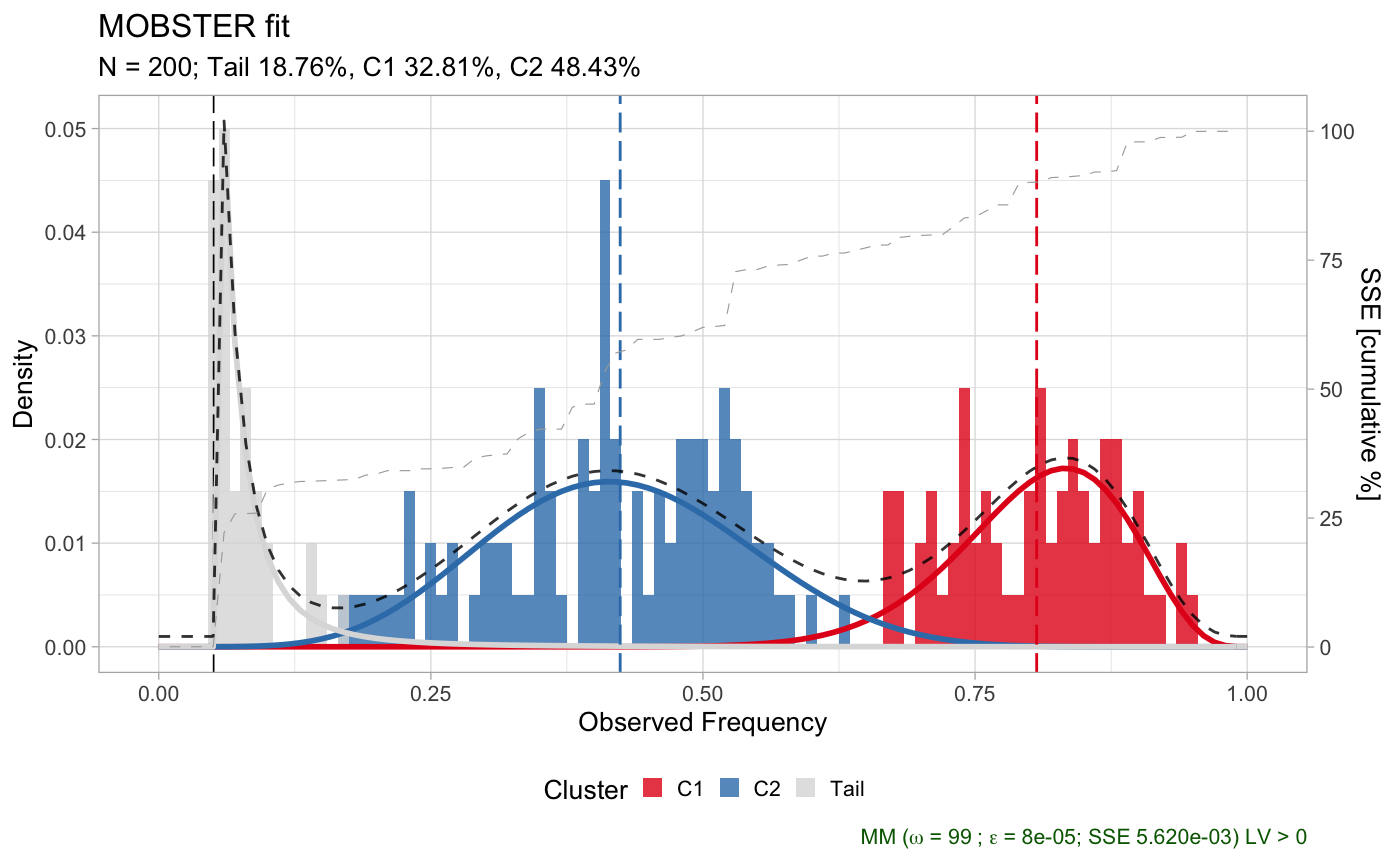 MOBSTER fit
N = 200; Tail 18.76%, C1 32.81%, C2 48.43%
Density
0.05
0.04
0.03
0.02
0.01
0.00
100
75
50
25
0
SSE [cumulative %]
0.00 0.25 0.50 0.75 1.00
Observed Frequency
Cluster C1 C2 Tail
MM (ω = 99 ; ε = 8e-05; SSE 5.620e-03) LV > 0